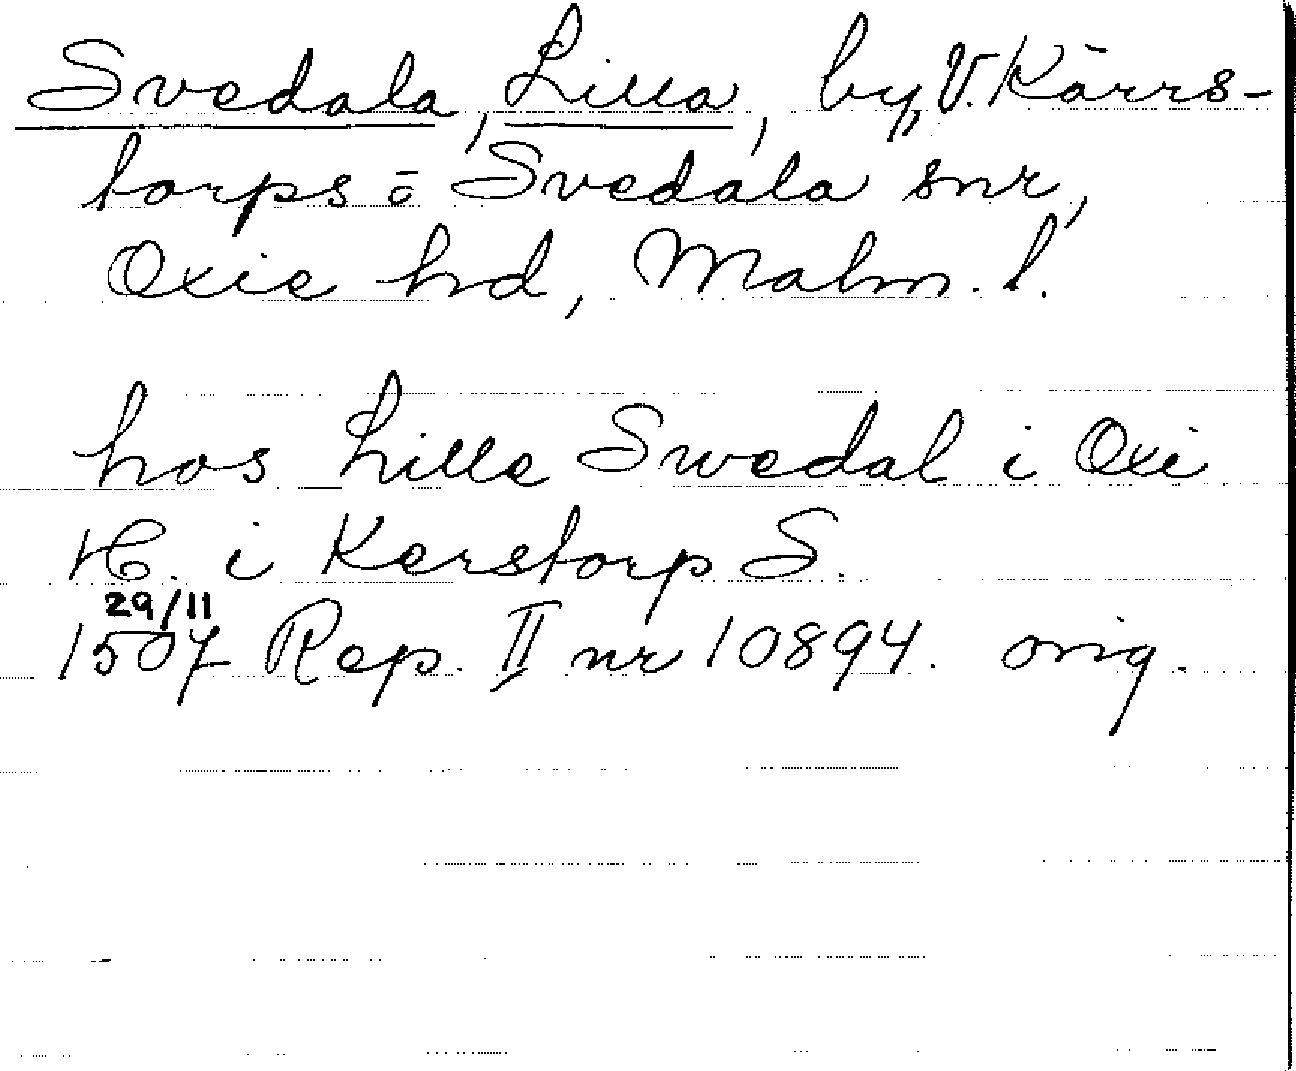 Svedala, Lilla, by, V. Kärrs-
torps o Svedala snr,
Oxie hd, Malm. l.
hos Lille Swedal i Oxi
H. i Kerstorp S.
29/11
1507 Rep. II nr 10894. orig.